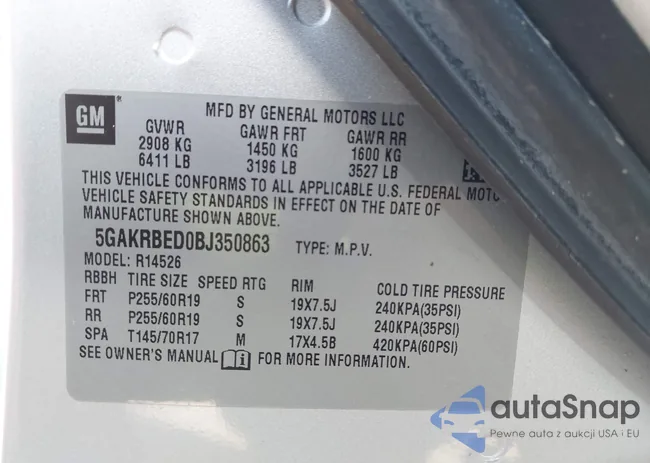 GM
MFD BY GENERAL MOTORS LLC
GVWR GAWR FRT GAWR RR
2908 KG 1450 KG 1600 KG
6411 LB 3196 LB 3527 LB
THIS VEHICLE CONFORMS TO ALL APPLICABLE U.S. FEDERAL
VEHICLE SAFETY STANDARDS IN EFFECT ON THE DATE OF
MANUFACTURE SHOWN ABOVE.
5GAKRBED0BJ350863 TYPE: M.P.V.
MODEL: R14526
RBBH TIRE SIZE SPEED RTG RIM COLD TIRE PRESSURE
FRT P255/60R19 S 19X7.5J 240KPA(35PSI)
RR P255/60R19 S 19X7.5J 240KPA(35PSI)
SPA T145/70R17 M 17X4.5B 420KPA(60PSI)
SEE OWNER'S MANUAL FOR MORE INFORMATION.
autaSnap
Pewne auta z aukcji USA i EU